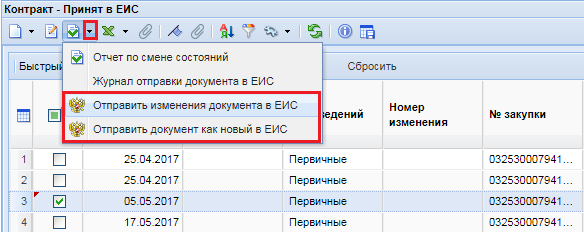 Контракт - Принят в ЕИС
Отчет по смене состояний
Журнал отправки документа в ЕИС
Отправить изменения документа в ЕИС
Отправить документ как новый в ЕИС
Быстрый Сбросить
ведений Номер изменения № закупки
1 25.04.2017 Первичные 032530007941...
2 25.04.2017 Первичные 032530007941...
3 05.05.2017 Первичные 032530007941...
4 17.05.2017 Первичные 032530007941...